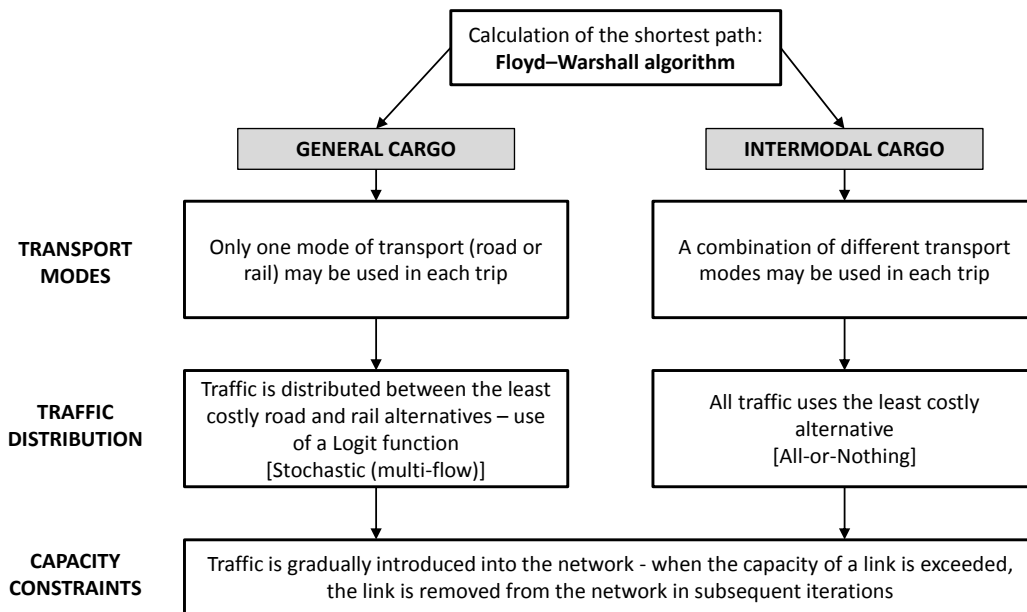 Calculation of the shortest path:
Floyd–Warshall algorithm
GENERAL CARGO
INTERMODAL CARGO
TRANSPORT
MODES
Only one mode of transport (road or
rail) may be used in each trip
A combination of different transport
modes may be used in each trip
TRAFFIC
DISTRIBUTION
Traffic is distributed between the least
costly road and rail alternatives – use
of a Logit function
[Stochastic (multi-flow)]
All traffic uses the least costly
alternative
[All-or-Nothing]
CAPACITY
CONSTRAINTS
Traffic is gradually introduced into the network - when the capacity of a link is exceeded,
the link is removed from the network in subsequent iterations